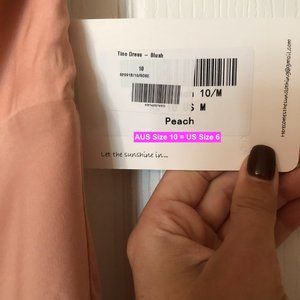 Tino Dress - Blush
10
10/M
S M
Peach
AUS Size 10 = US Size 6
Let the sunshine in...